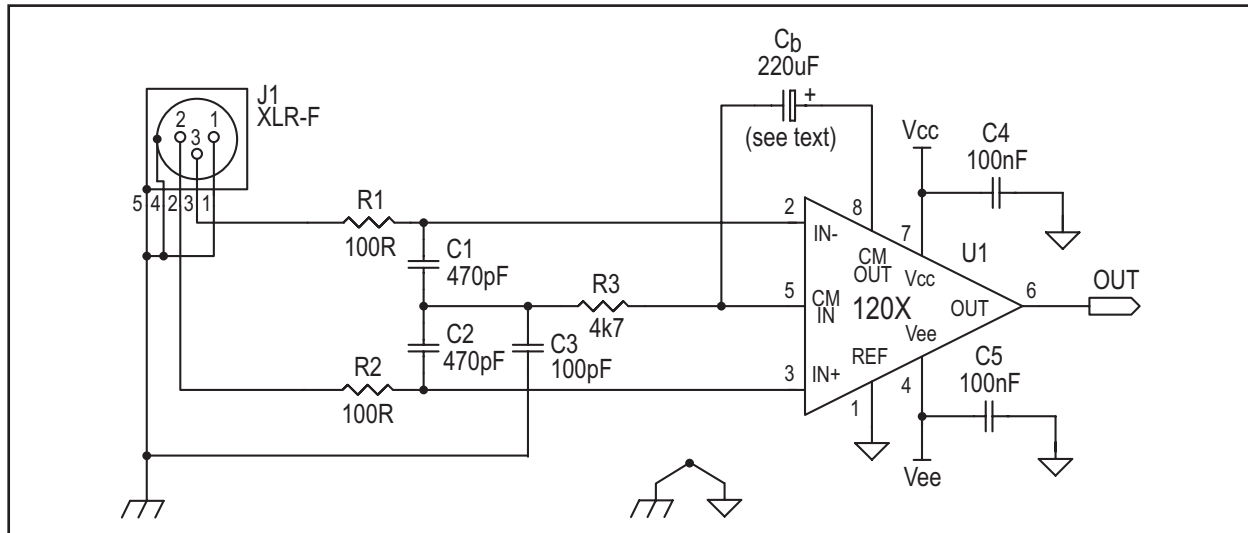 Cb
220uF
+
(see text)
J1
XLR-F
2
3
1
5
4
2
3
1
R1
100R
C1
470pF
R3
4k7
C2
470pF
C3
100pF
R2
100R
Vcc
C4
100nF
2
8
7
IN-
CM
OUT
Vcc
U1
5
CM
IN
120X
OUT
6
OUT
Vee
3
IN+
REF
1
4
C5
100nF
Vee